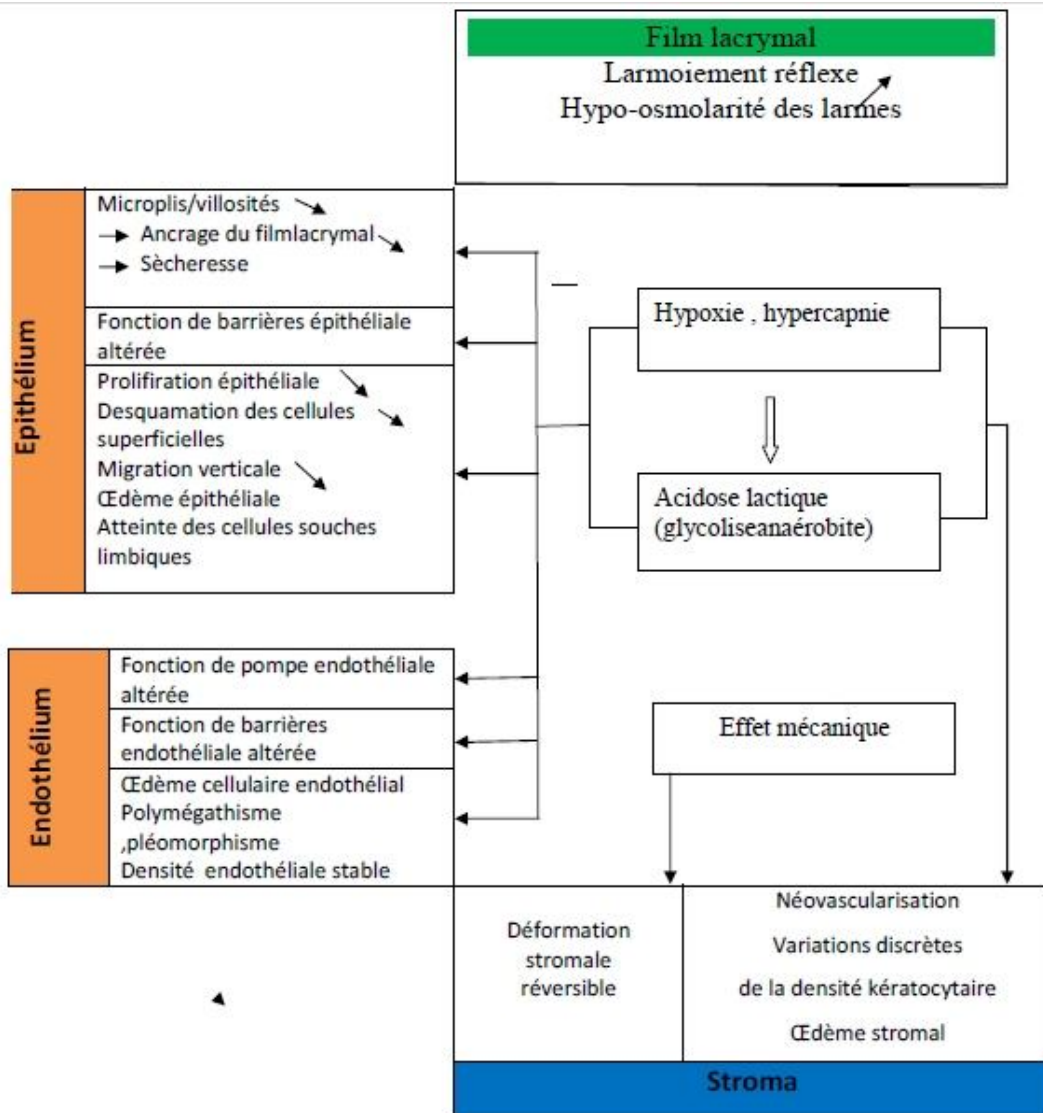 Film lacrymal
Larmoiement réflexe
Hypo-osmolarité des larmes
Epithélium
Microplis/villosités
Ancrage du filmlacrymal
Sècheresse
Fonction de barrières épithéliale
altérée
Prolifiration épithéliale
Desquamation des cellules
superficielles
Migration verticale
Œdème épithéliale
Atteinte des cellules souches
limbiques
Hypoxie , hypercapnie
Acidose lactique
(glycoliseanaérobite)
Endothélium
Fonction de pompe endothéliale
altérée
Fonction de barrières
endothéliale altérée
Œdème cellulaire endothélial
Polymégathisme
,pléomorphisme
Densité endothéliale stable
Effet mécanique
Déformation
stromale
réversible
Néovascularisation
Variations discrètes
de la densité kératocytaire
Œdème stromal
Stroma